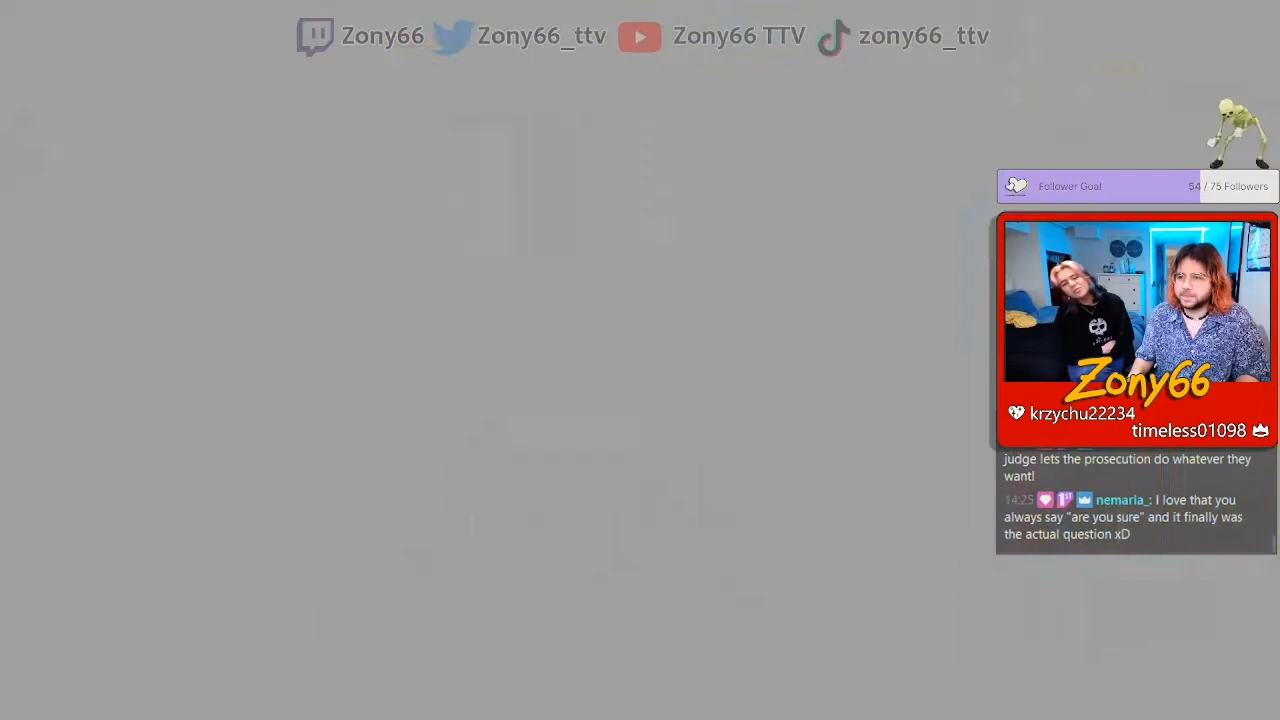 Zony66 Zony66_ttv Zony66 TTV zony66_ttv
Follower Goal 54 / 75 Followers
Zony66
krzychu22234
timeless01098
judge lets the prosecution do whatever they
want!
14:25 1ST nemaria_: I love that you
always say "are you sure" and it finally was
the actual question xD